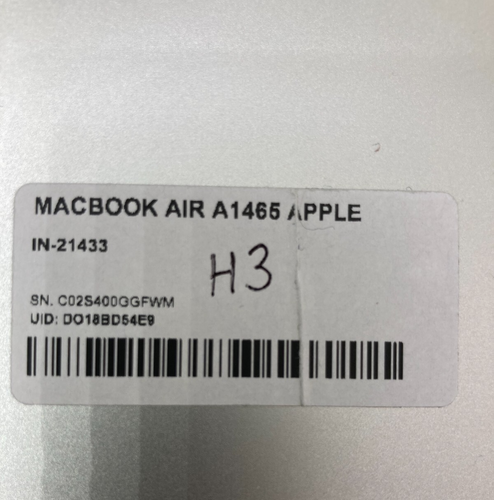 MACBOOK AIR A1465 APPLE
IN-21433
H3
SN. C02S400GGFWM
UID: DO18BD54E9